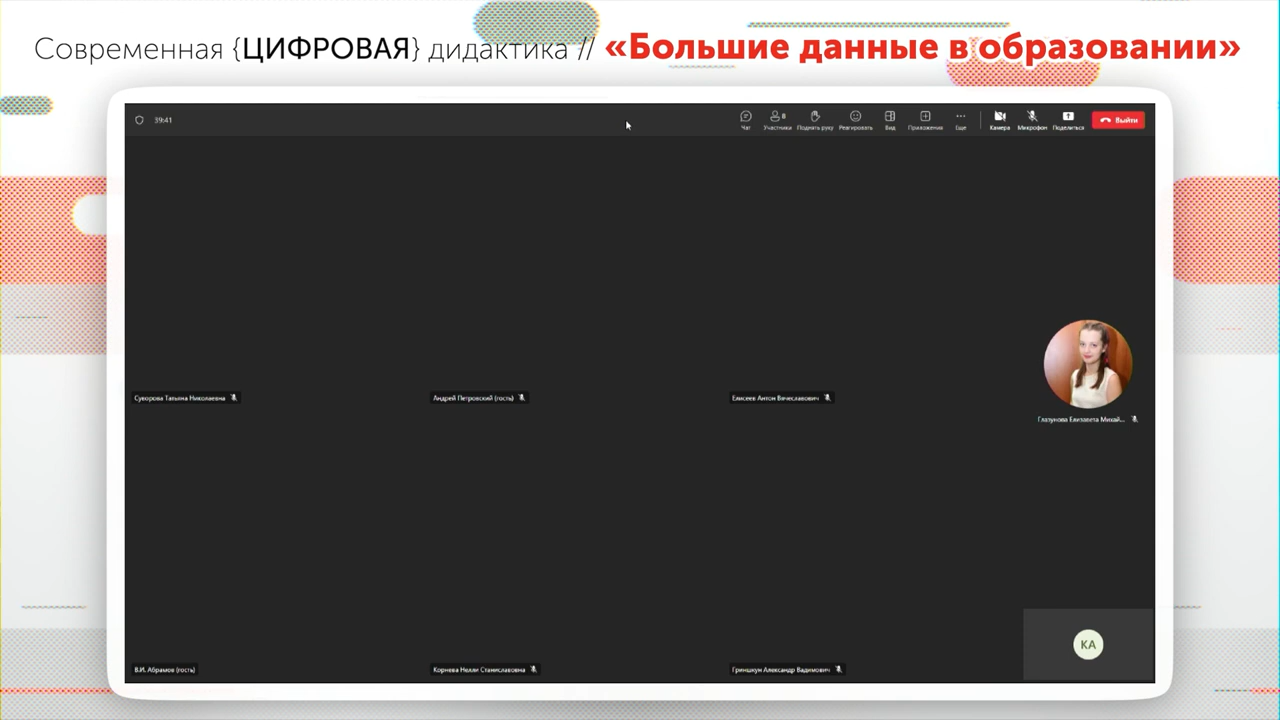 Современная {ЦИФРОВАЯ} дидактика // «Большие данные в образовании»
39:41
8
Чат Участники Поднять руку Реагировать Вид Приложения Еще Камера Микрофон Поделиться Выйти
Суворова Татьяна Николаевна
Андрей Петровский (гость)
Елисеев Антон Вячеславович
Глазунова Елизавета Михай...
В.И. Абрамов (гость)
Корнева Нелли Станиславовна
Гриншкун Александр Вадимович
КА